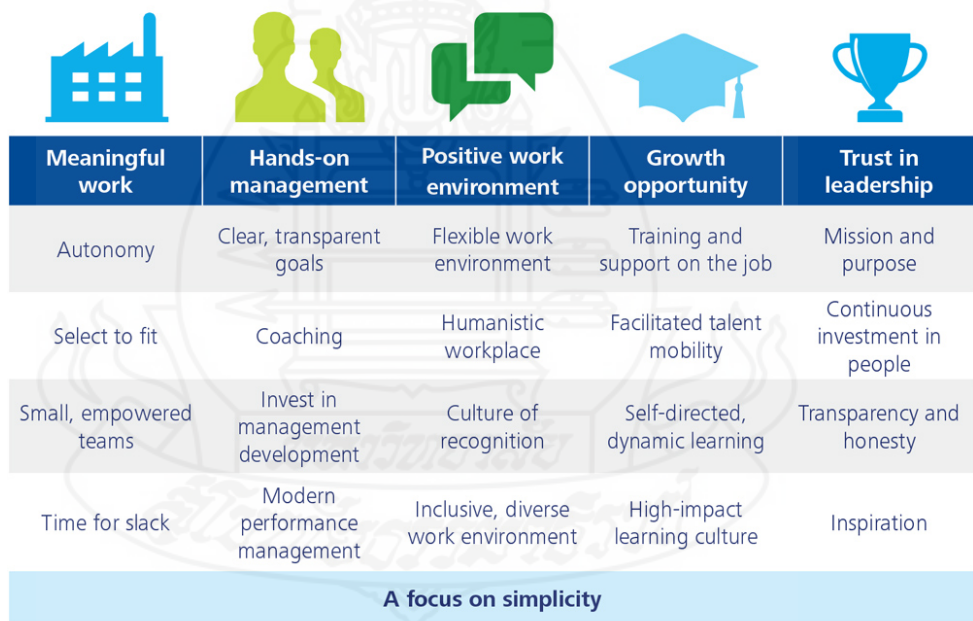 Meaningful
work
Hands-on
management
Positive work
environment
Growth
opportunity
Trust in
leadership
Autonomy
Clear, transparent
goals
Flexible work
environment
Training and
support on the job
Mission and
purpose
Select to fit
Coaching
Humanistic
workplace
Facilitated talent
mobility
Continuous
investment in
people
Small, empowered
teams
Invest in
management
development
Culture of
recognition
Self-directed,
dynamic learning
Transparency and
honesty
Time for slack
Modern
performance
management
Inclusive, diverse
work environment
High-impact
learning culture
Inspiration
A focus on simplicity